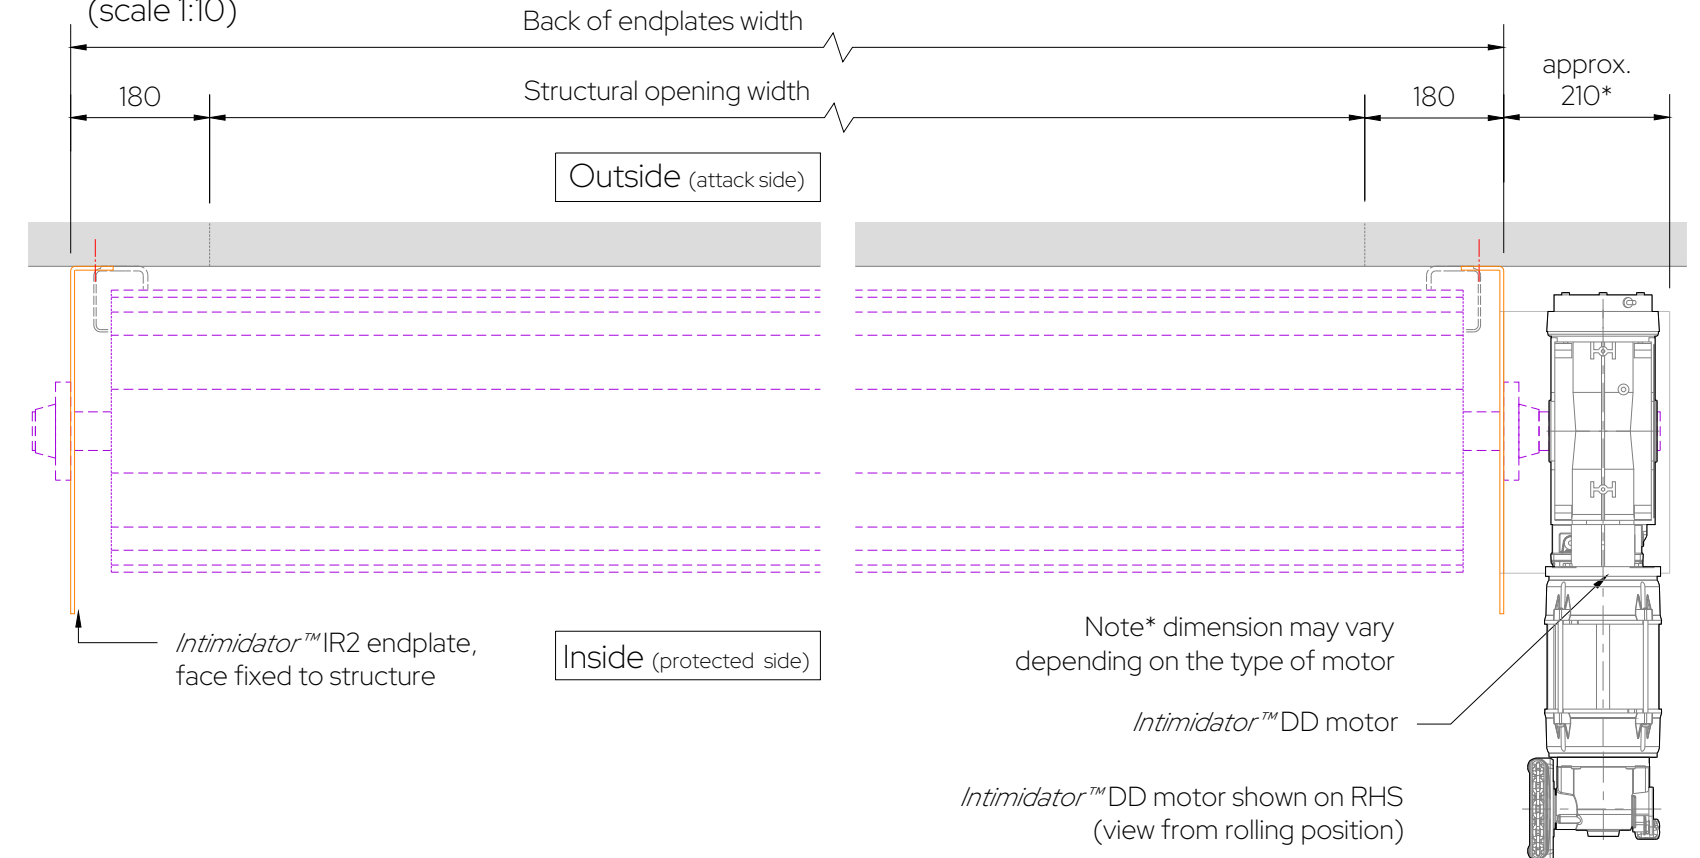 (scale 1:10)
Back of endplates width
approx.
210*
180
Structural opening width
180
Outside (attack side)
Intimidator™ IR2 endplate,
face fixed to structure
Inside (protected side)
Note* dimension may vary
depending on the type of motor
Intimidator™ DD motor
Intimidator™ DD motor shown on RHS
(view from rolling position)